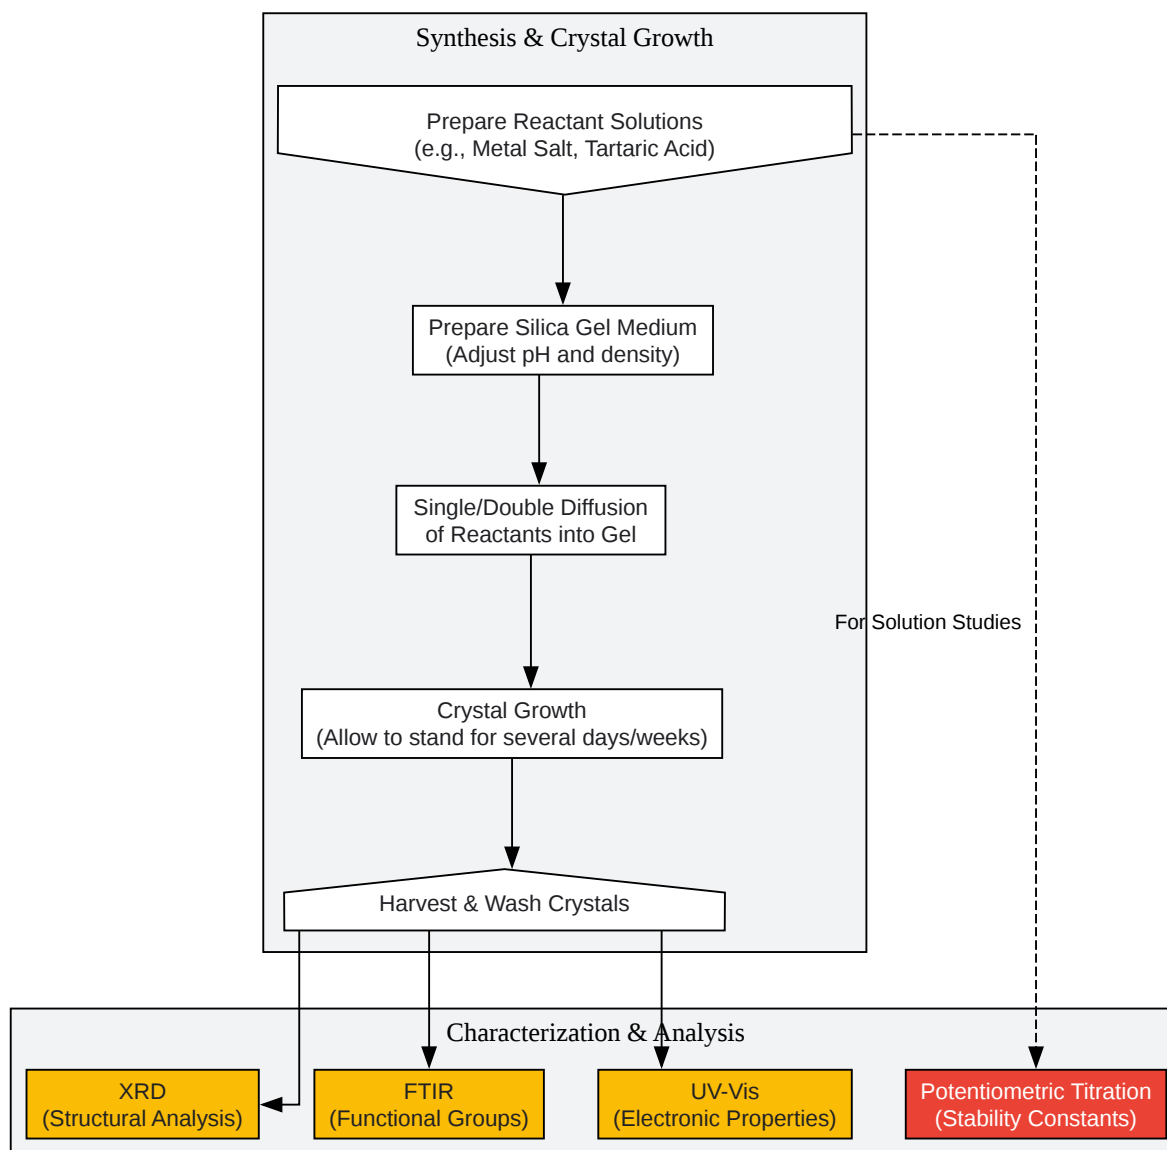 Synthesis & Crystal Growth
Prepare Reactant Solutions
(e.g., Metal Salt, Tartaric Acid)
Prepare Silica Gel Medium
(Adjust pH and density)
Single/Double Diffusion
of Reactants into Gel
For Solution Studies
Crystal Growth
(Allow to stand for several days/weeks)
Harvest & Wash Crystals
Characterization & Analysis
XRD
(Structural Analysis)
FTIR
(Functional Groups)
UV-Vis
(Electronic Properties)
Potentiometric Titration
(Stability Constants)